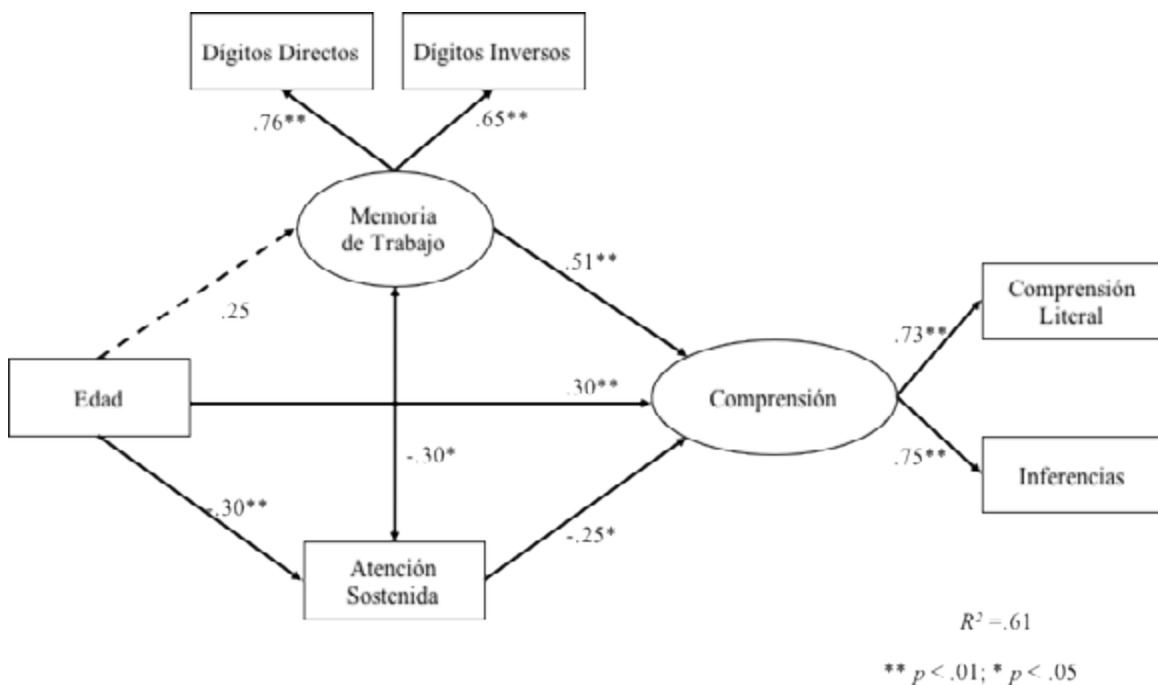 Dígitos Directos
Dígitos Inversos
.76**
.65**
Memoria
de Trabajo
.51**
.25
Comprensión
Literal
.73**
Edad
.30**
Comprensión
-.30*
.75**
Inferencias
-.30**
-.25*
Atención
Sostenida
R² =.61
** p < .01; * p < .05